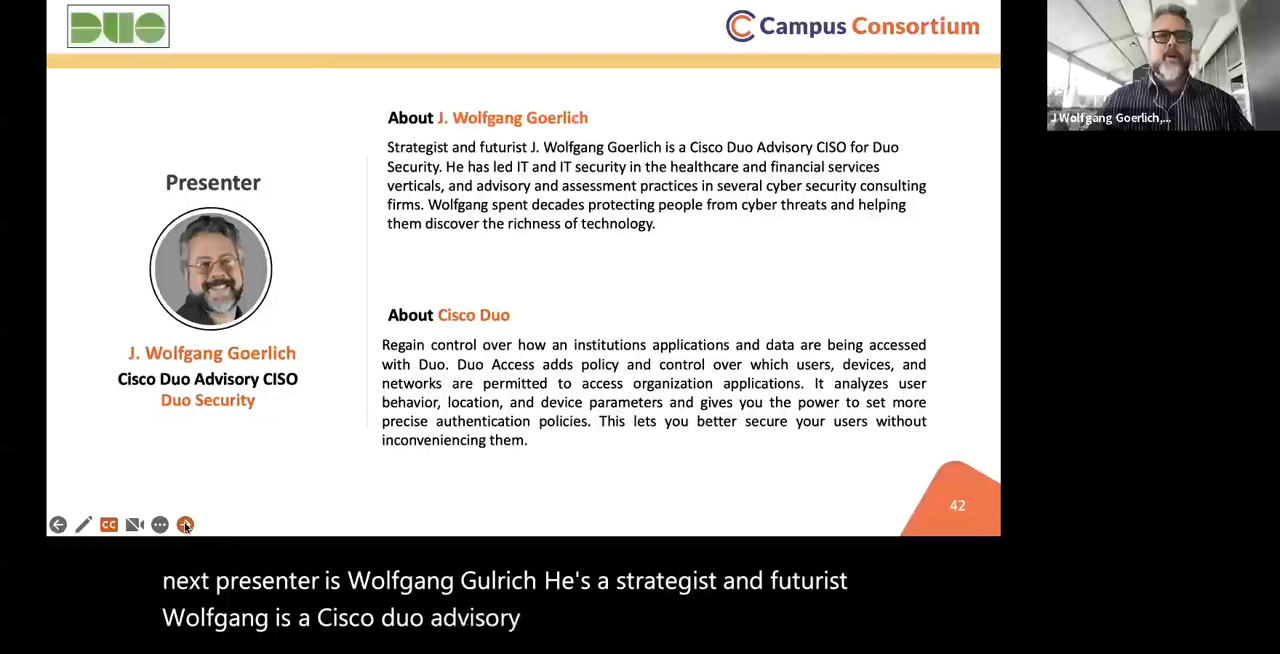 DUO
Campus Consortium
About J. Wolfgang Goerlich
Strategist and futurist J. Wolfgang Goerlich is a Cisco Duo Advisory CISO for Duo
Security. He has led IT and IT security in the healthcare and financial services
verticals, and advisory and assessment practices in several cyber security consulting
firms. Wolfgang spent decades protecting people from cyber threats and helping
them discover the richness of technology.
Presenter
J. Wolfgang Goerlich
Cisco Duo Advisory CISO
Duo Security
About Cisco Duo
Regain control over how an institutions applications and data are being accessed
with Duo. Duo Access adds policy and control over which users, devices, and
networks are permitted to access organization applications. It analyzes user
behavior, location, and device parameters and gives you the power to set more
precise authentication policies. This lets you better secure your users without
inconveniencing them.
42
CC
J Wolfgang Goerlich,...
next presenter is Wolfgang Gulrich He's a strategist and futurist
Wolfgang is a Cisco duo advisory